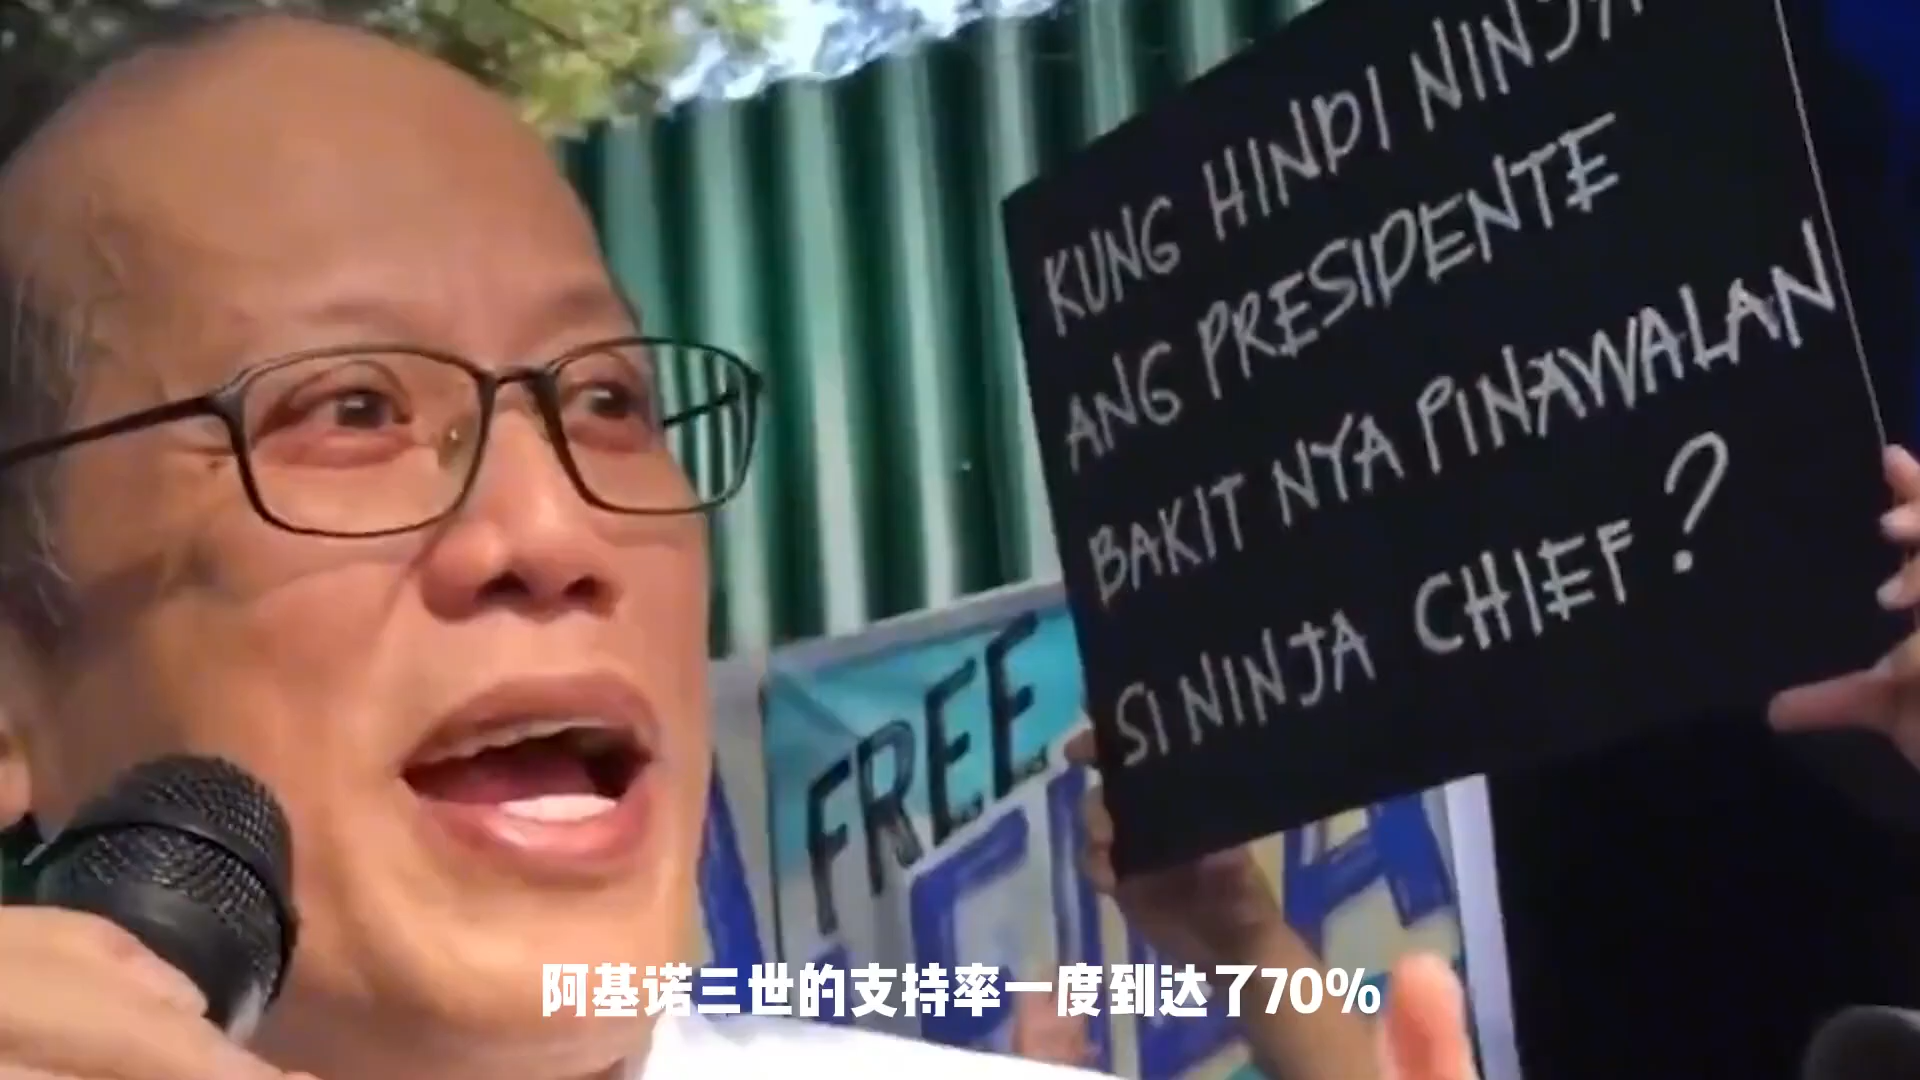 KUNG HINDI NINJA
ANG PRESIDENTE
BAKIT NYA PINAWALAN
SI NINJA CHIEF?
FREE
阿基诺三世的支持率一度到达了70%